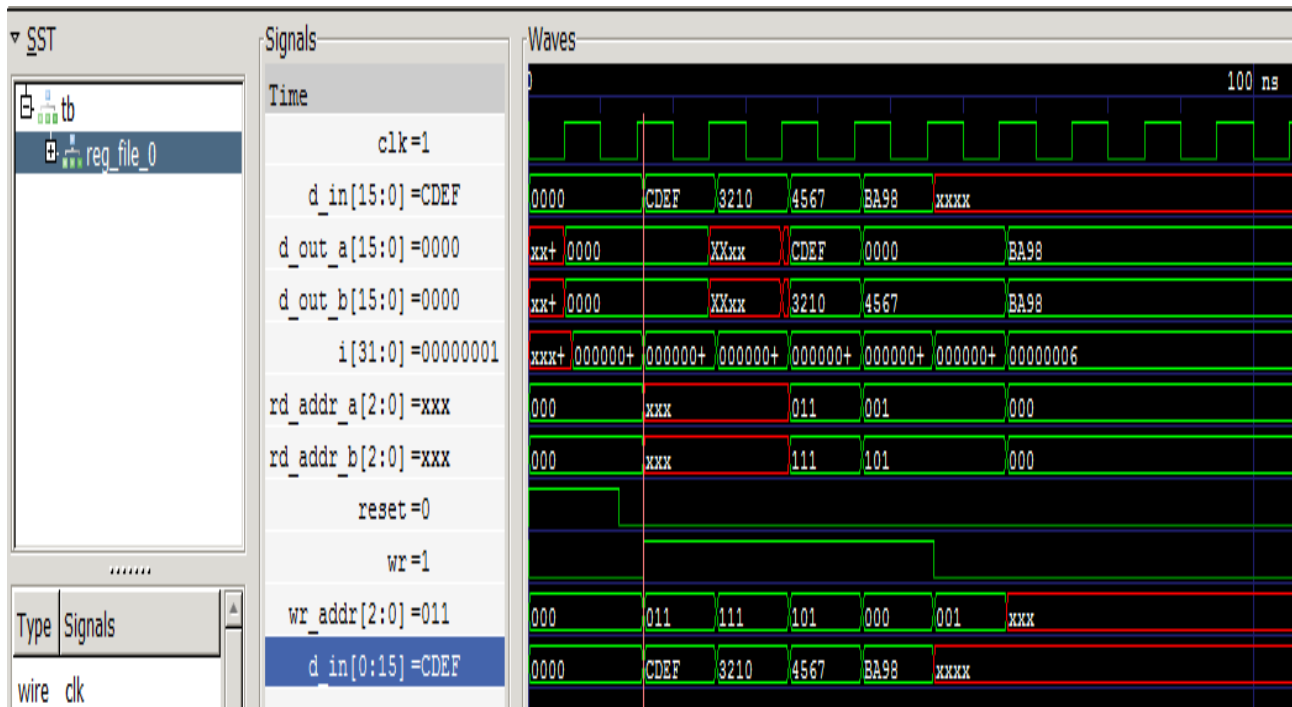 SST
tb
reg_file_0
Type Signals
wire clk
Signals
Time
clk=1
d_in[15:0]=CDEF
d_out_a[15:0]=0000
d_out_b[15:0]=0000
i[31:0]=00000001
rd_addr_a[2:0]=xxx
rd_addr_b[2:0]=xxx
reset=0
wr=1
wr_addr[2:0]=011
d_in[0:15]=CDEF
Waves
0 100 ns
0000 CDEF 3210 4567 BA98 xxxx
xx+ 0000 XXxx CDEF 0000 BA98
xx+ 0000 XXxx 3210 4567 BA98
xxx+ 000000+ 000000+ 000000+ 000000+ 000000+ 000000+ 00000006
000 xxx 011 001 000
000 xxx 111 101 000
000 011 111 101 000 001 xxx
0000 CDEF 3210 4567 BA98 xxxx